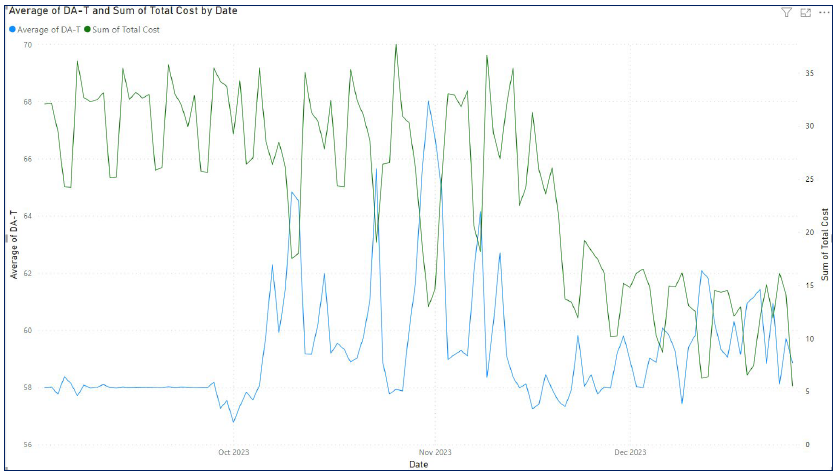 Average of DA-T and Sum of Total Cost by Date
Average of DA-T Sum of Total Cost
70
68
66
64
62
60
58
56
Average of DA-T
35
30
25
20
15
10
5
0
Sum of Total Cost
Oct 2023 Nov 2023 Dec 2023
Date